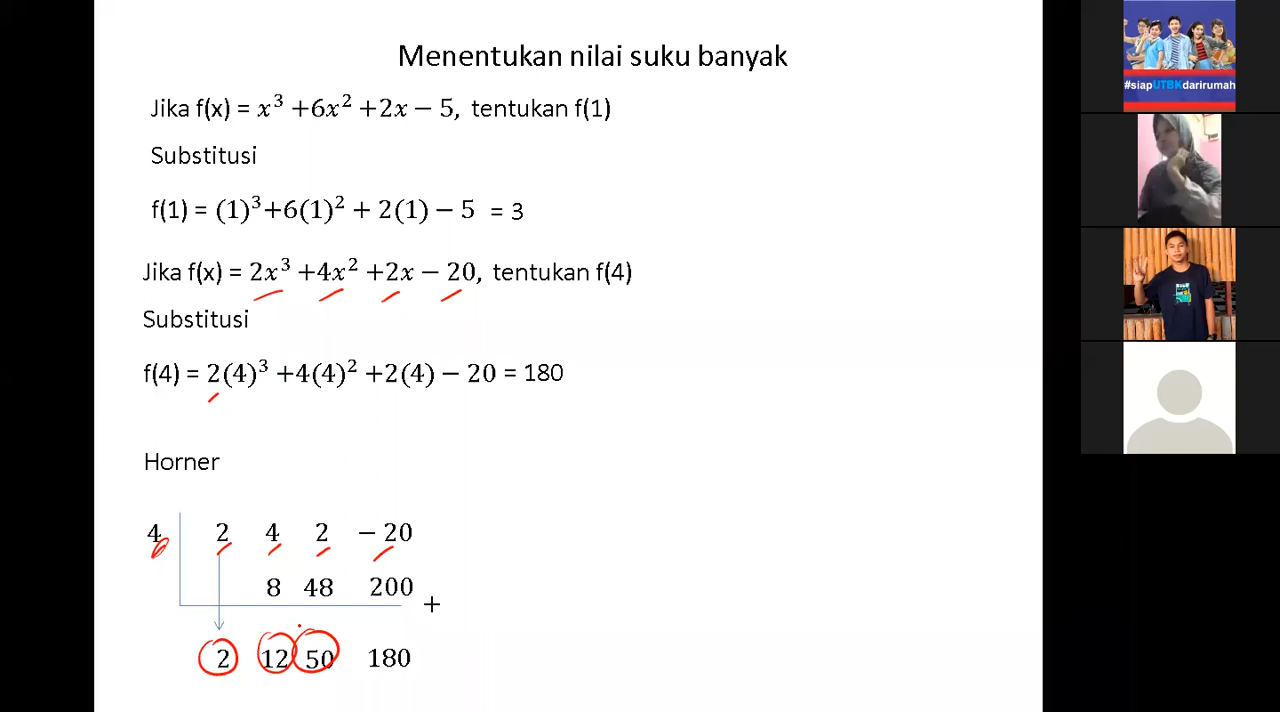 Menentukan nilai suku banyak
Jika f(x) = x³ +6x² +2x − 5, tentukan f(1)
Substitusi
f(1) = (1)³+6(1)² + 2(1) − 5 = 3
Jika f(x) = 2x³ +4x² +2x − 20, tentukan f(4)
Substitusi
f(4) = 2(4)³ +4(4)² +2(4) − 20 = 180
Horner
4 2 4 2 − 20
8 48 200
+
2 12 50 180
#siapUTBKdarirumah